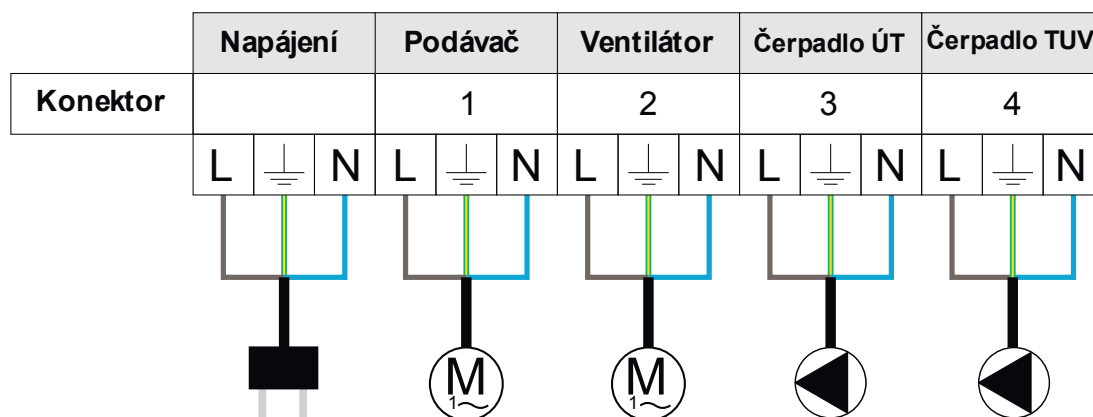 Napájení Podávač Ventilátor Čerpadlo ÚT Čerpadlo TUV
Konektor 1 2 3 4
L N L N L N L N L N
M M
1~ 1~